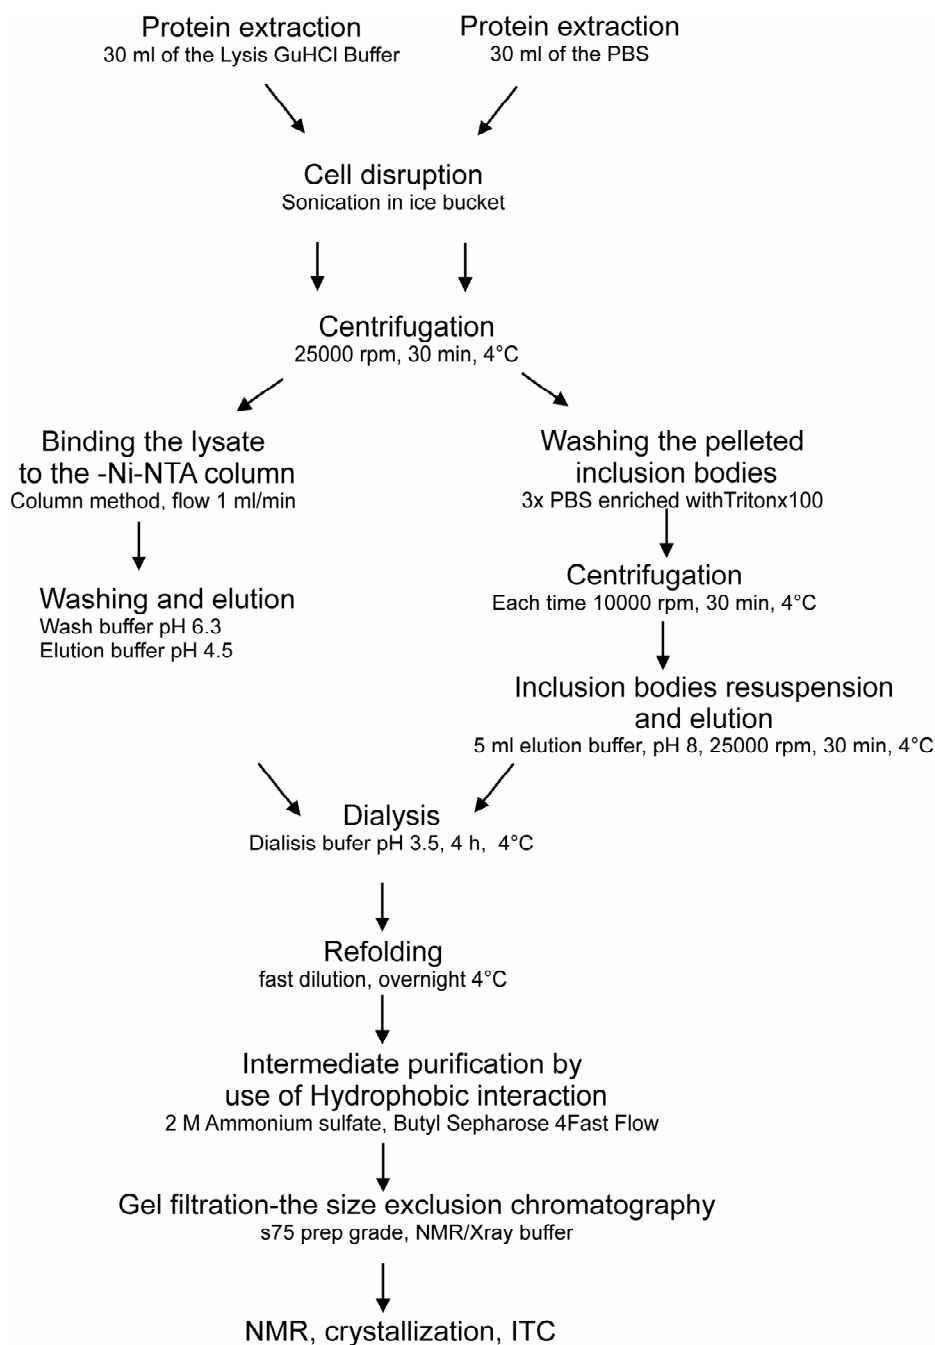 Protein extraction
30 ml of the Lysis GuHCl Buffer
Protein extraction
30 ml of the PBS
Cell disruption
Sonication in ice bucket
Centrifugation
25000 rpm, 30 min, 4°C
Binding the lysate
to the -Ni-NTA column
Column method, flow 1 ml/min
Washing and elution
Wash buffer pH 6.3
Elution buffer pH 4.5
Washing the pelleted
inclusion bodies
3x PBS enriched withTritonx100
Centrifugation
Each time 10000 rpm, 30 min, 4°C
Inclusion bodies resuspension
and elution
5 ml elution buffer, pH 8, 25000 rpm, 30 min, 4°C
Dialysis
Dialisis bufer pH 3.5, 4 h, 4°C
Refolding
fast dilution, overnight 4°C
Intermediate purification by
use of Hydrophobic interaction
2 M Ammonium sulfate, Butyl Sepharose 4Fast Flow
Gel filtration-the size exclusion chromatography
s75 prep grade, NMR/Xray buffer
NMR, crystallization, ITC